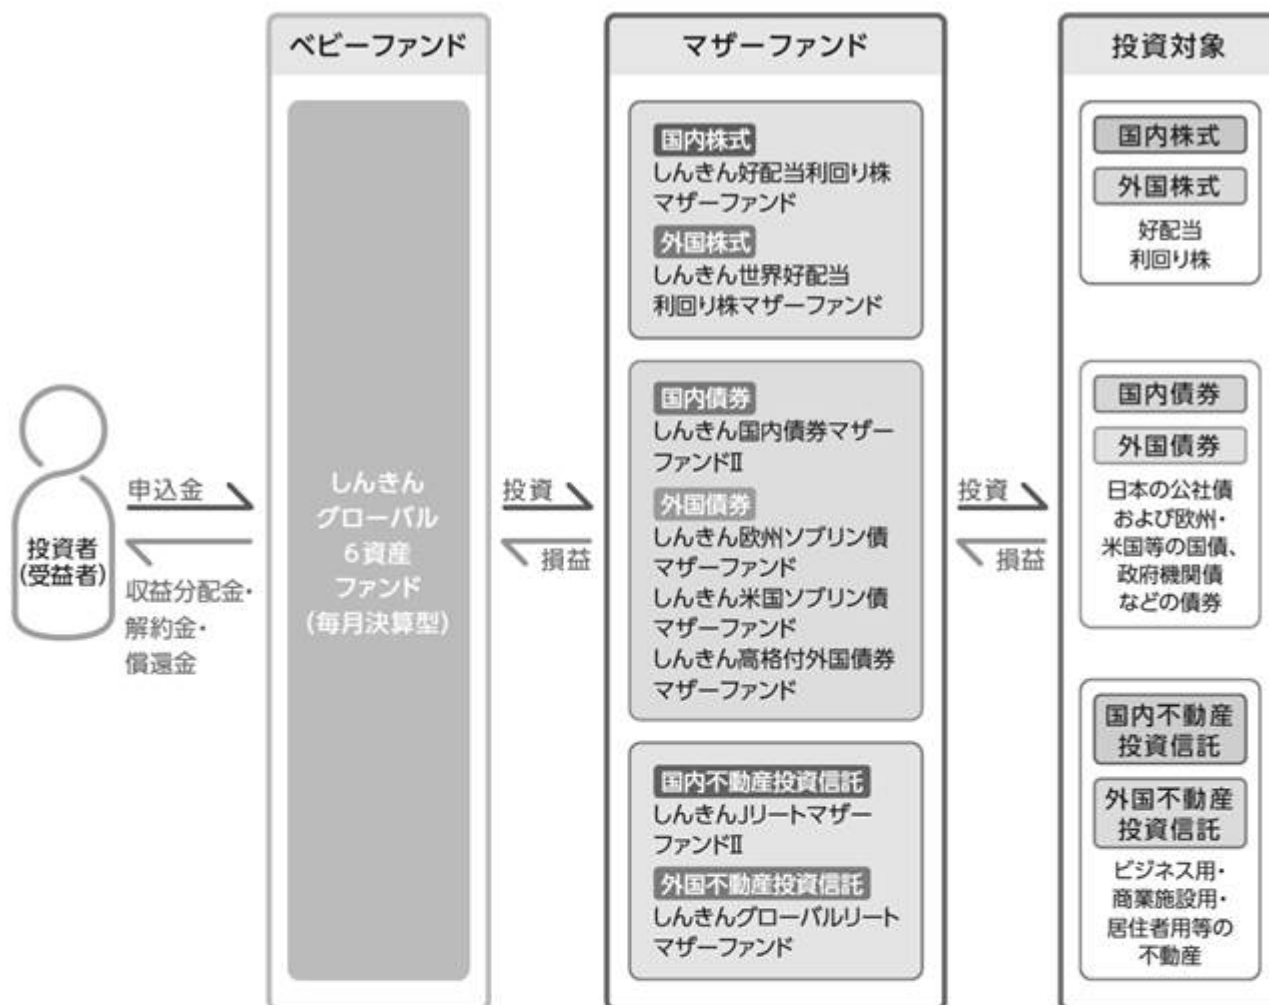 ベビーファンド
マザーファンド
投資対象
投資者
(受益者)
申込金
収益分配金・
解約金・
償還金
しんきん
グローバル
6資産
ファンド
(毎月決算型)
投資
損益
国内株式
しんきん好配当利回り株
マザーファンド
外国株式
しんきん世界好配当
利回り株マザーファンド
国内債券
しんきん国内債券マザー
ファンドⅡ
外国債券
しんきん欧州ソブリン債
マザーファンド
しんきん米国ソブリン債
マザーファンド
しんきん高格付外国債券
マザーファンド
国内不動産投資信託
しんきんJリートマザー
ファンドⅡ
外国不動産投資信託
しんきんグローバルリート
マザーファンド
投資
損益
国内株式
外国株式
好配当
利回り株
国内債券
外国債券
日本の公社債
および欧州・
米国等の国債、
政府機関債
などの債券
国内不動産
投資信託
外国不動産
投資信託
ビジネス用・
商業施設用・
居住者用等の
不動産